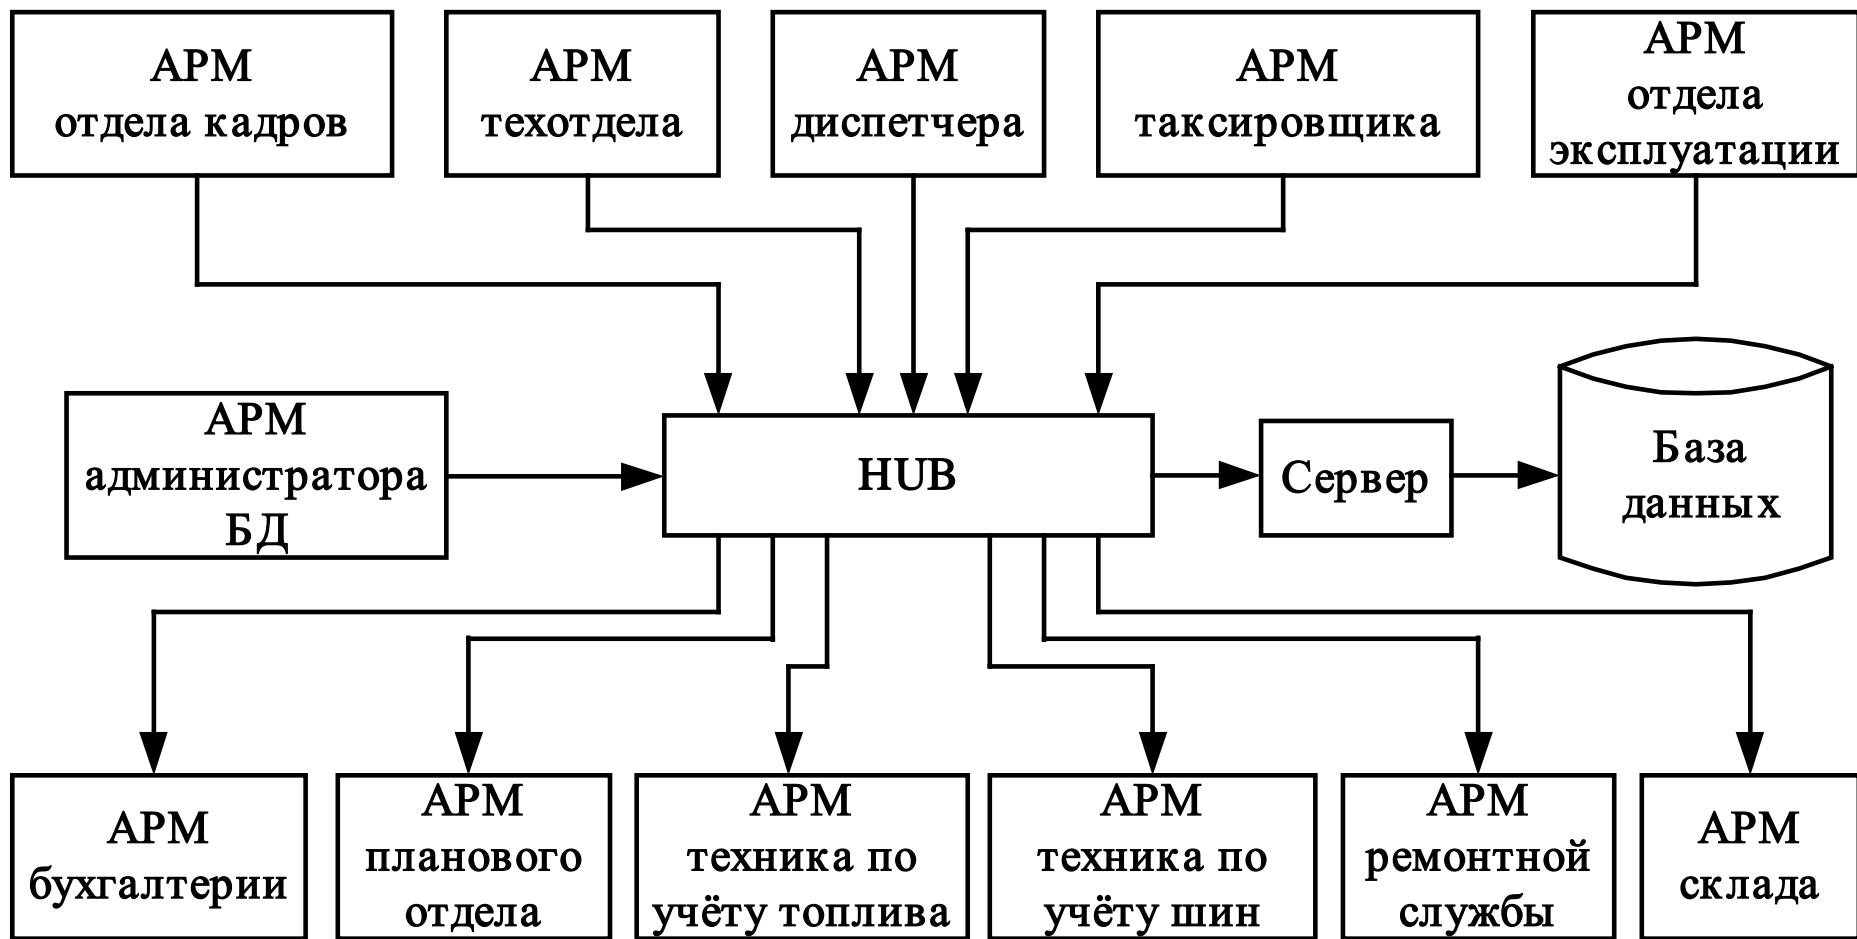 АРМ
отдела кадров
АРМ
техотдела
АРМ
диспетчера
АРМ
таксировщика
АРМ
отдела
эксплуатации
АРМ
администратора
БД
HUB
Сервер
База
данных
АРМ
бухгалтерии
АРМ
планового
отдела
АРМ
техника по
учёту топлива
АРМ
техника по
учёту шин
АРМ
ремонтной
службы
АРМ
склада